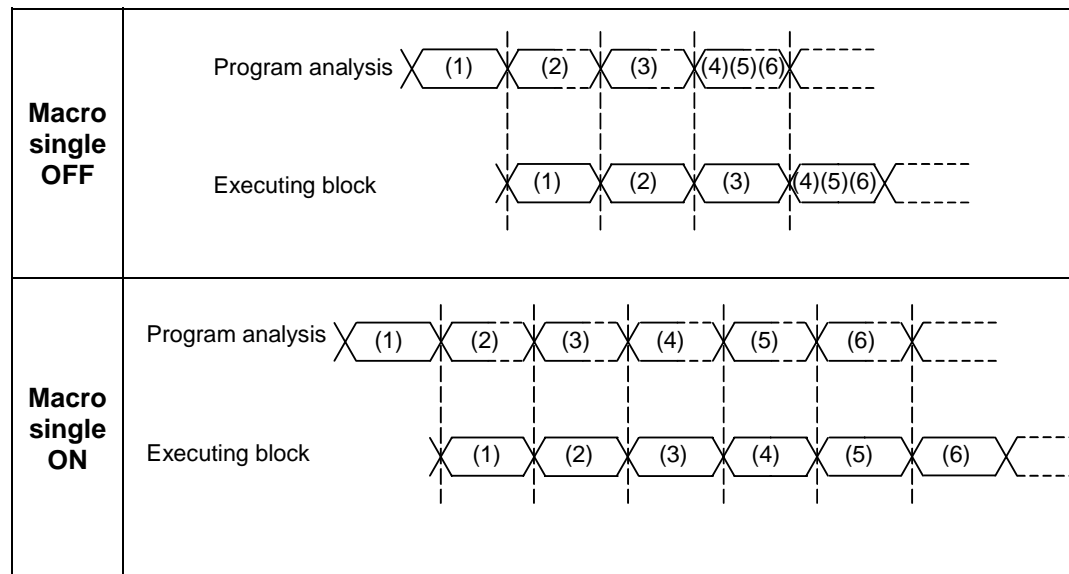 Macro
single
OFF
Program analysis (1) (2) (3) (4)(5)(6)
Executing block (1) (2) (3) (4)(5)(6)
Macro
single
ON
Program analysis (1) (2) (3) (4) (5) (6)
Executing block (1) (2) (3) (4) (5) (6)